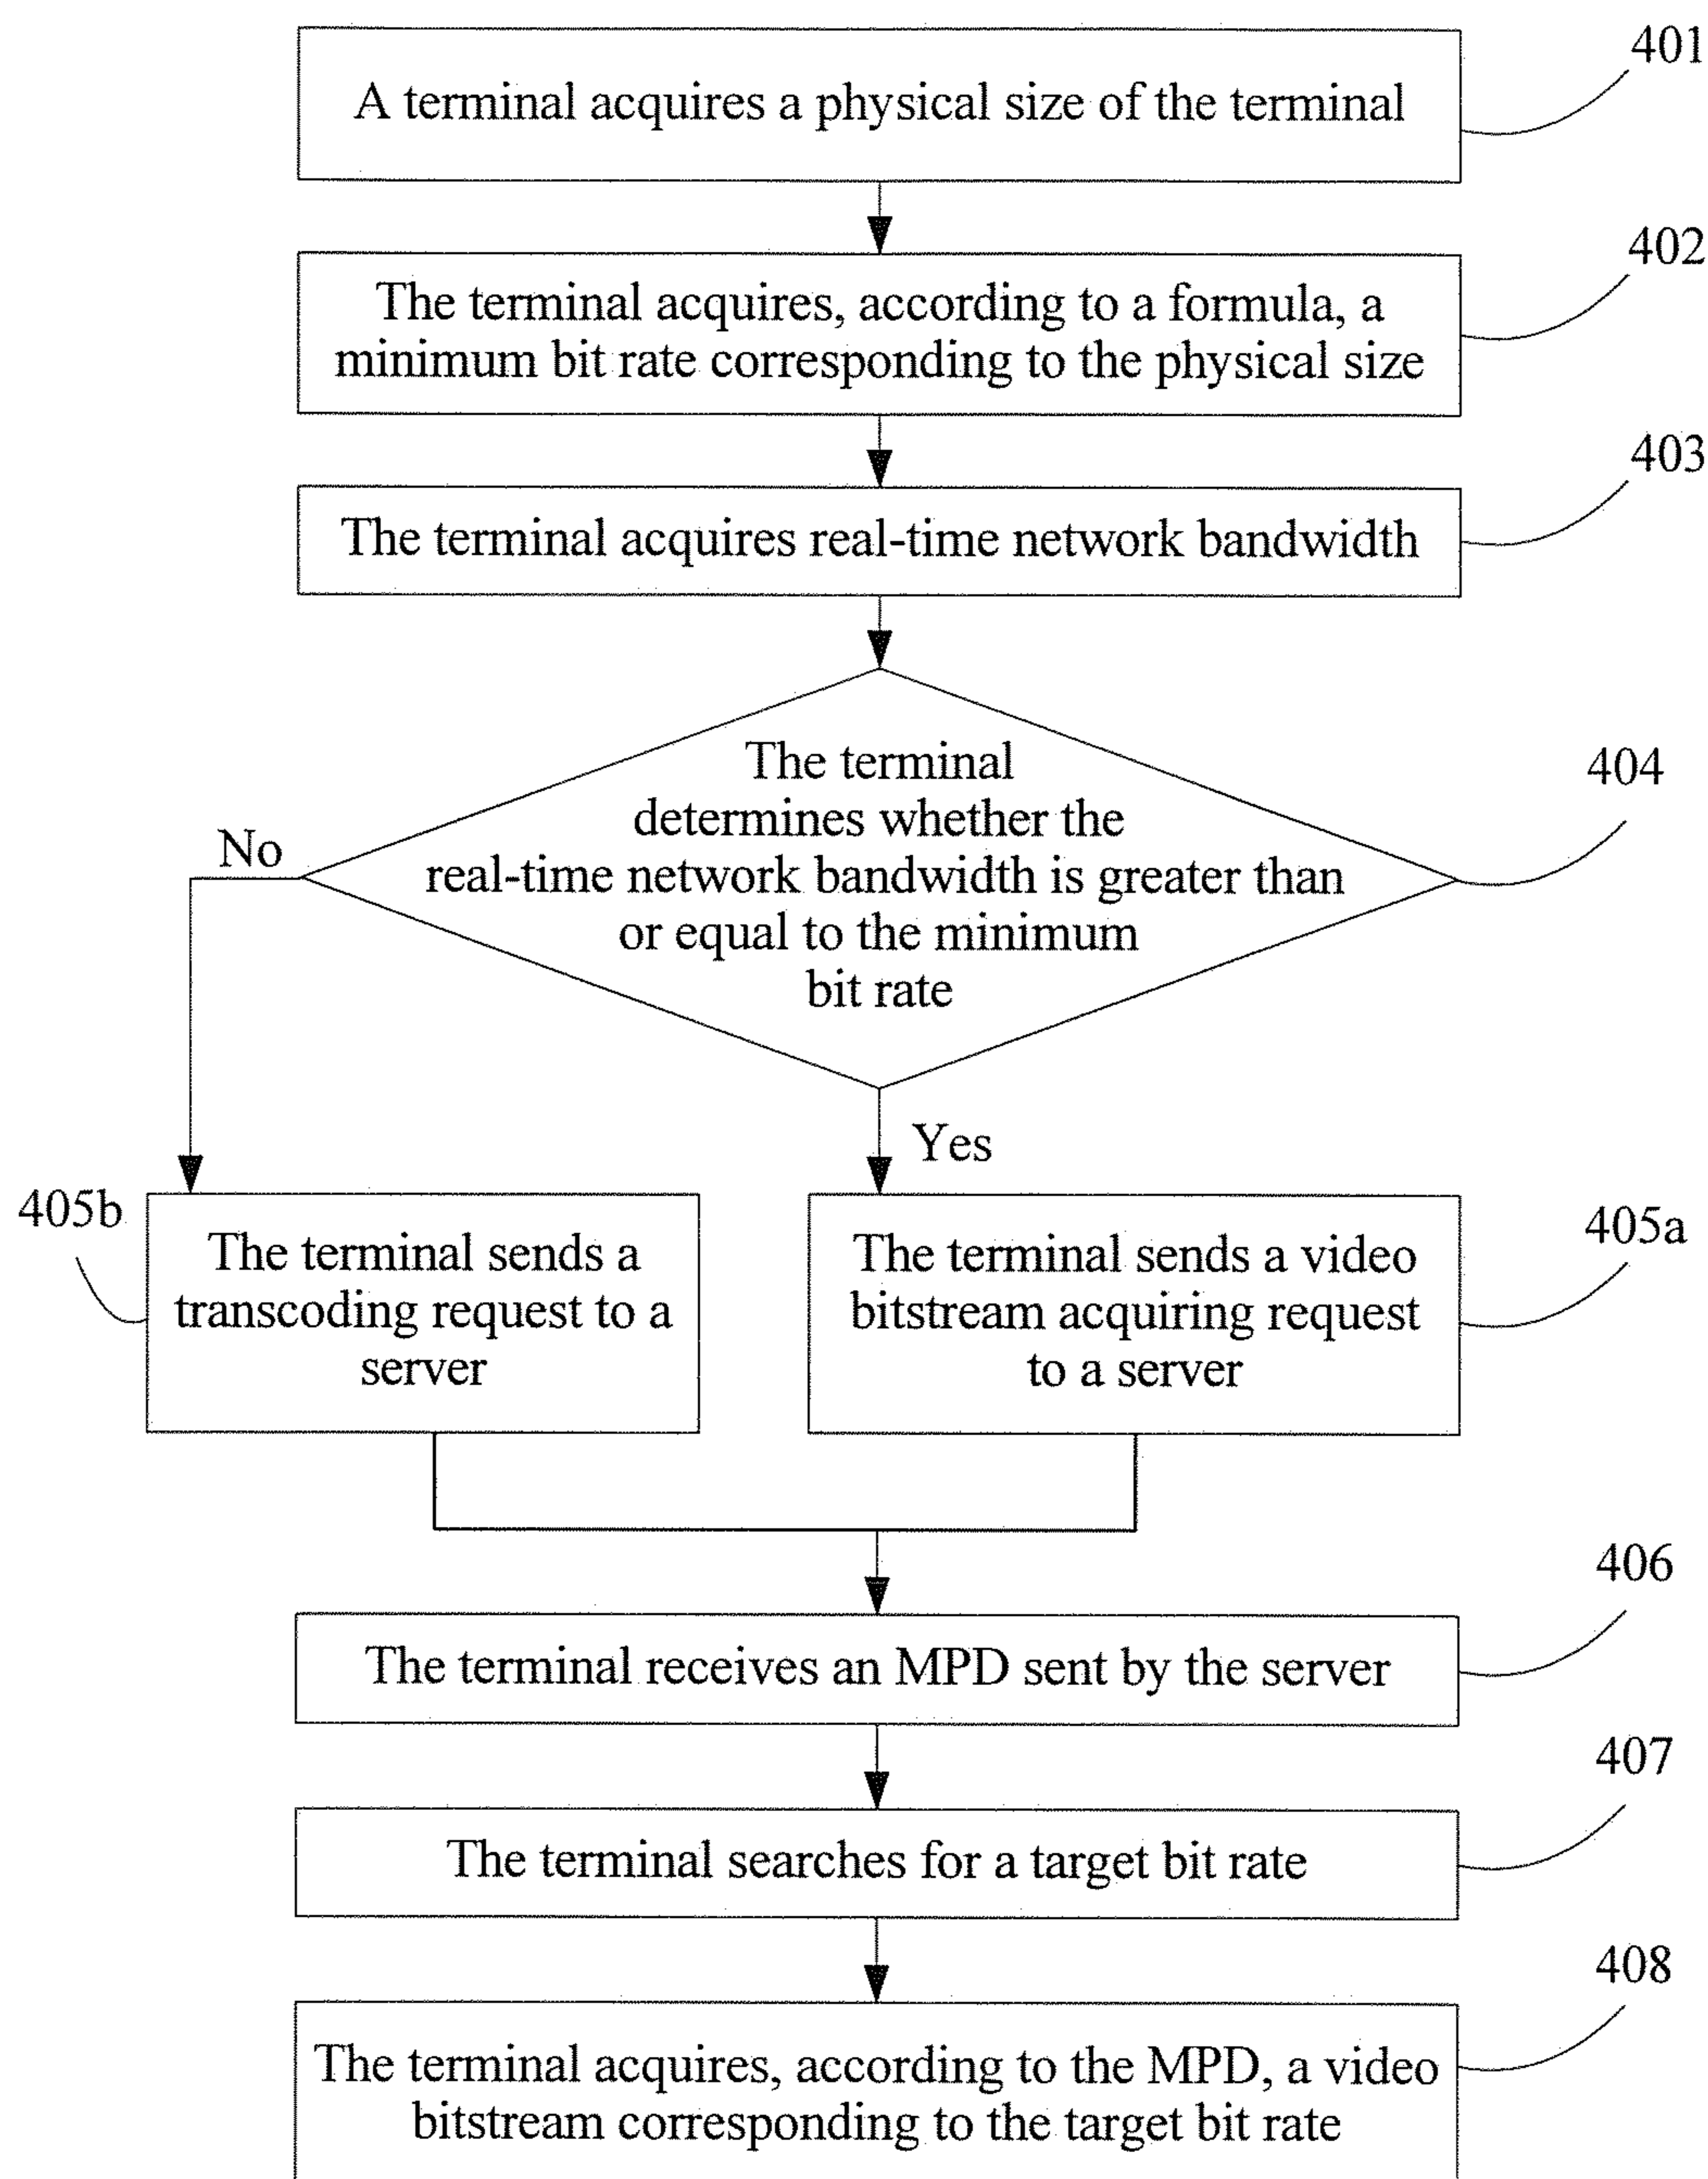 401
A terminal acquires a physical size of the terminal
402
The terminal acquires, according to a formula, a
minimum bit rate corresponding to the physical size
403
The terminal acquires real-time network bandwidth
404
The terminal
determines whether the
real-time network bandwidth is greater than
or equal to the minimum
bit rate
No
Yes
405b
The terminal sends a
transcoding request to a
server
405a
The terminal sends a video
bitstream acquiring request
to a server
406
The terminal receives an MPD sent by the server
407
The terminal searches for a target bit rate
408
The terminal acquires, according to the MPD, a video
bitstream corresponding to the target bit rate